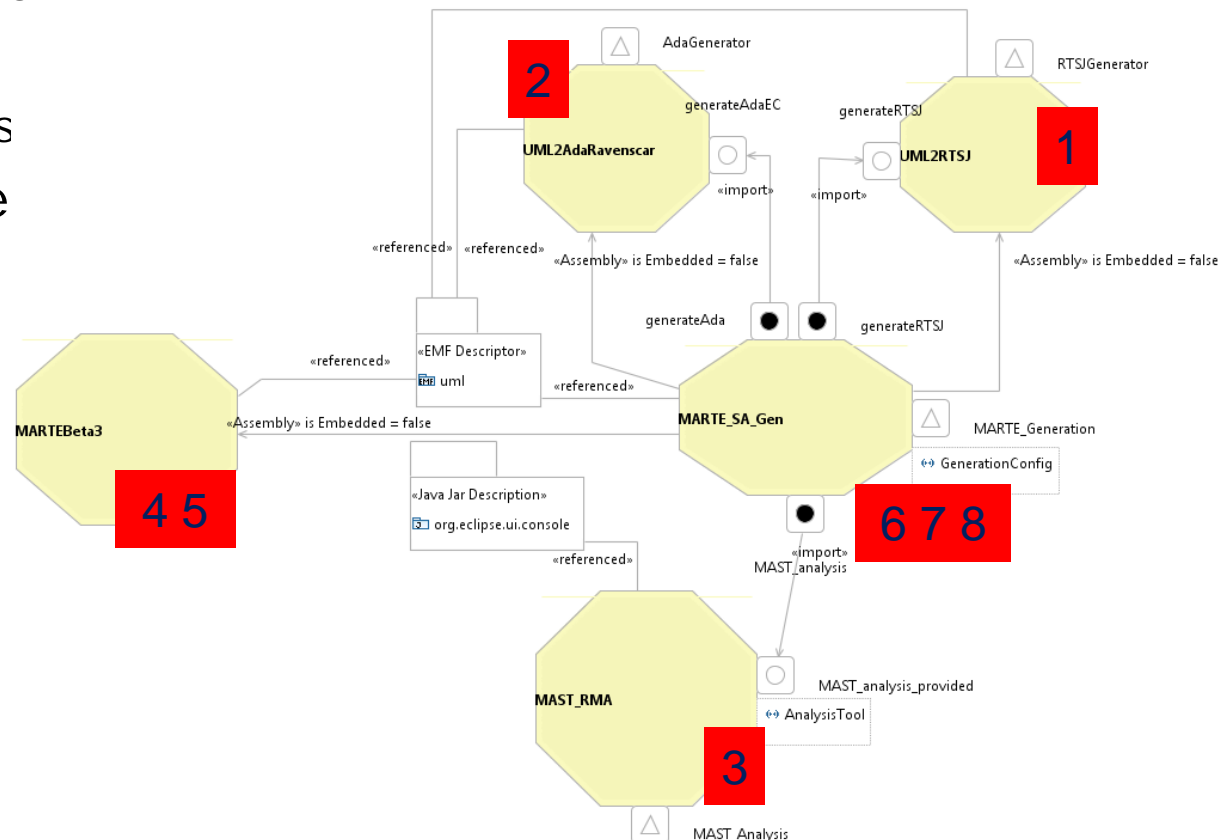 AdaGenerator
RTSJGenerator
2
generateAdaEC
generateRTSJ
1
s
UML2AdaRavenscar
UML2RTSJ
«import»
«import»
e
«referenced»
«referenced»
«Assembly» is Embedded = false
«Assembly» is Embedded = false
generateAda
generateRTSJ
«EMF Descriptor»
«referenced»
EMF uml
«referenced»
MARTEBeta3
«Assembly» is Embedded = false
MARTE_SA_Gen
MARTE_Generation
GenerationConfig
4 5
«Java Jar Description»
org.eclipse.ui.console
6 7 8
«referenced»
«import»
MAST_analysis
MAST_analysis_provided
MAST_RMA
AnalysisTool
3
MAST_Analysis